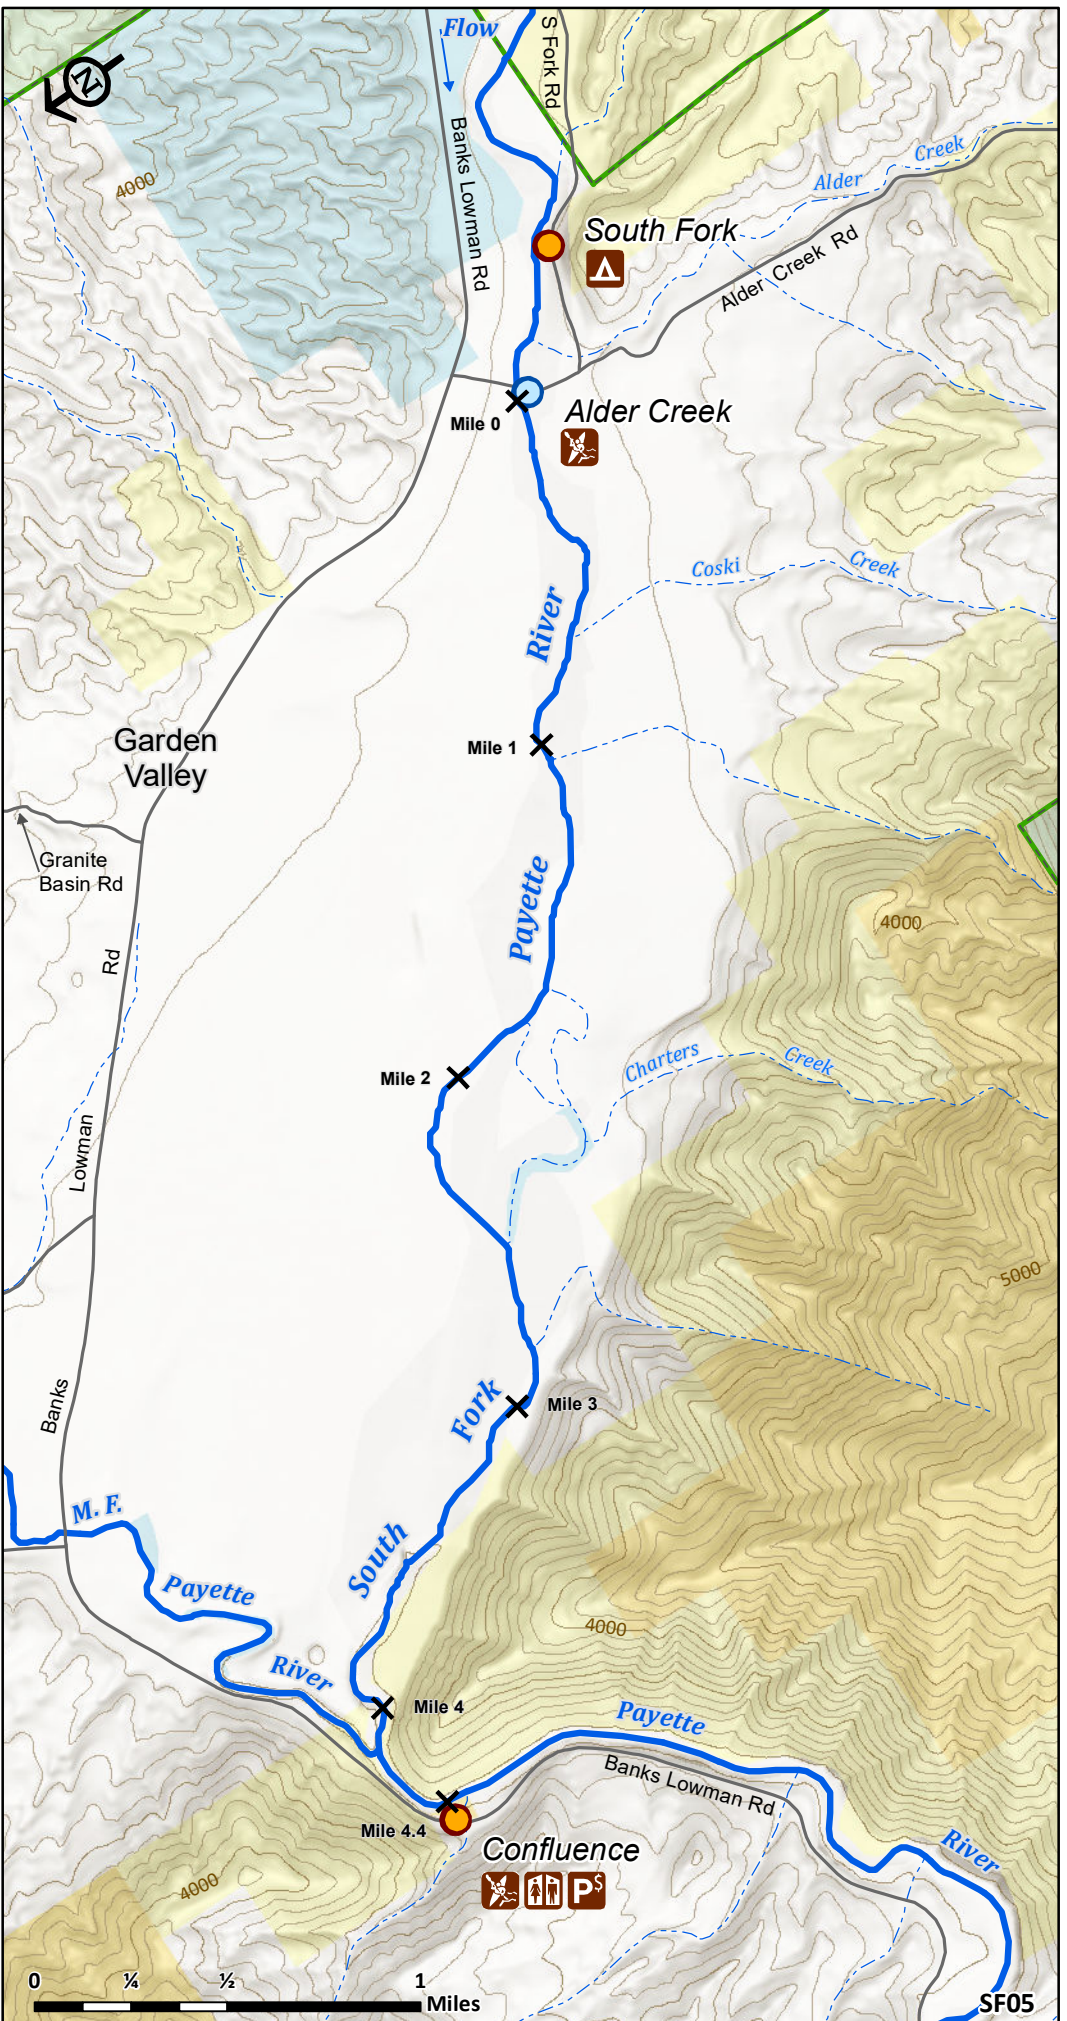 Flow
S Fork Rd
N
Banks Lowman Rd
4000
Alder Creek
South Fork
Alder Creek Rd
Mile 0
Alder Creek
Coski Creek
River
Garden
Valley
Mile 1
Granite
Basin Rd
Payette
4000
Rd
Charters Creek
Mile 2
Lowman
5000
Banks
Fork
Mile 3
M. F.
South
Payette
4000
River
Mile 4
Payette
Banks Lowman Rd
Mile 4.4
River
Confluence
P$
4000
0 ¼ ½ 1
Miles
SF05